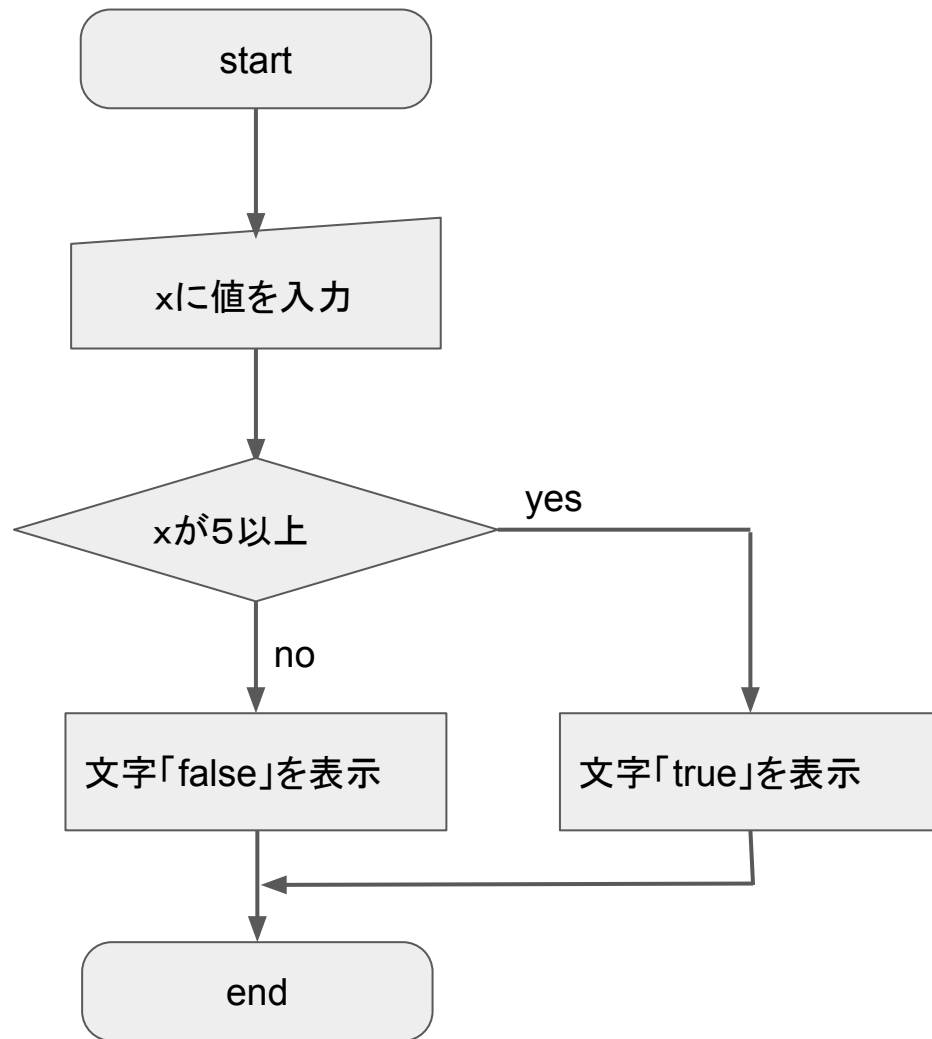 start
xに値を入力
xが５以上
yes
no
文字「false」を表示
文字「true」を表示
end